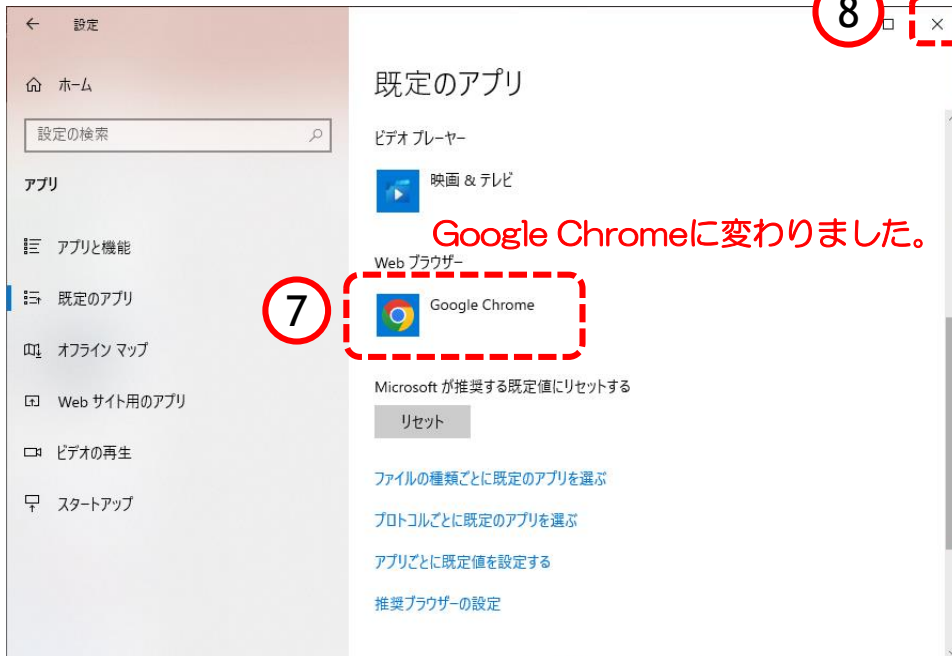 8
設定
ホーム
設定の検索
アプリ
アプリと機能
既定のアプリ
オフライン マップ
Web サイト用のアプリ
ビデオの再生
スタートアップ
既定のアプリ
ビデオ プレーヤー
映画 & テレビ
Google Chromeに変わりました。
Web ブラウザー
7
Google Chrome
Microsoft が推奨する既定値にリセットする
リセット
ファイルの種類ごとに既定のアプリを選ぶ
プロトコルごとに既定のアプリを選ぶ
アプリごとに既定値を設定する
推奨ブラウザーの設定